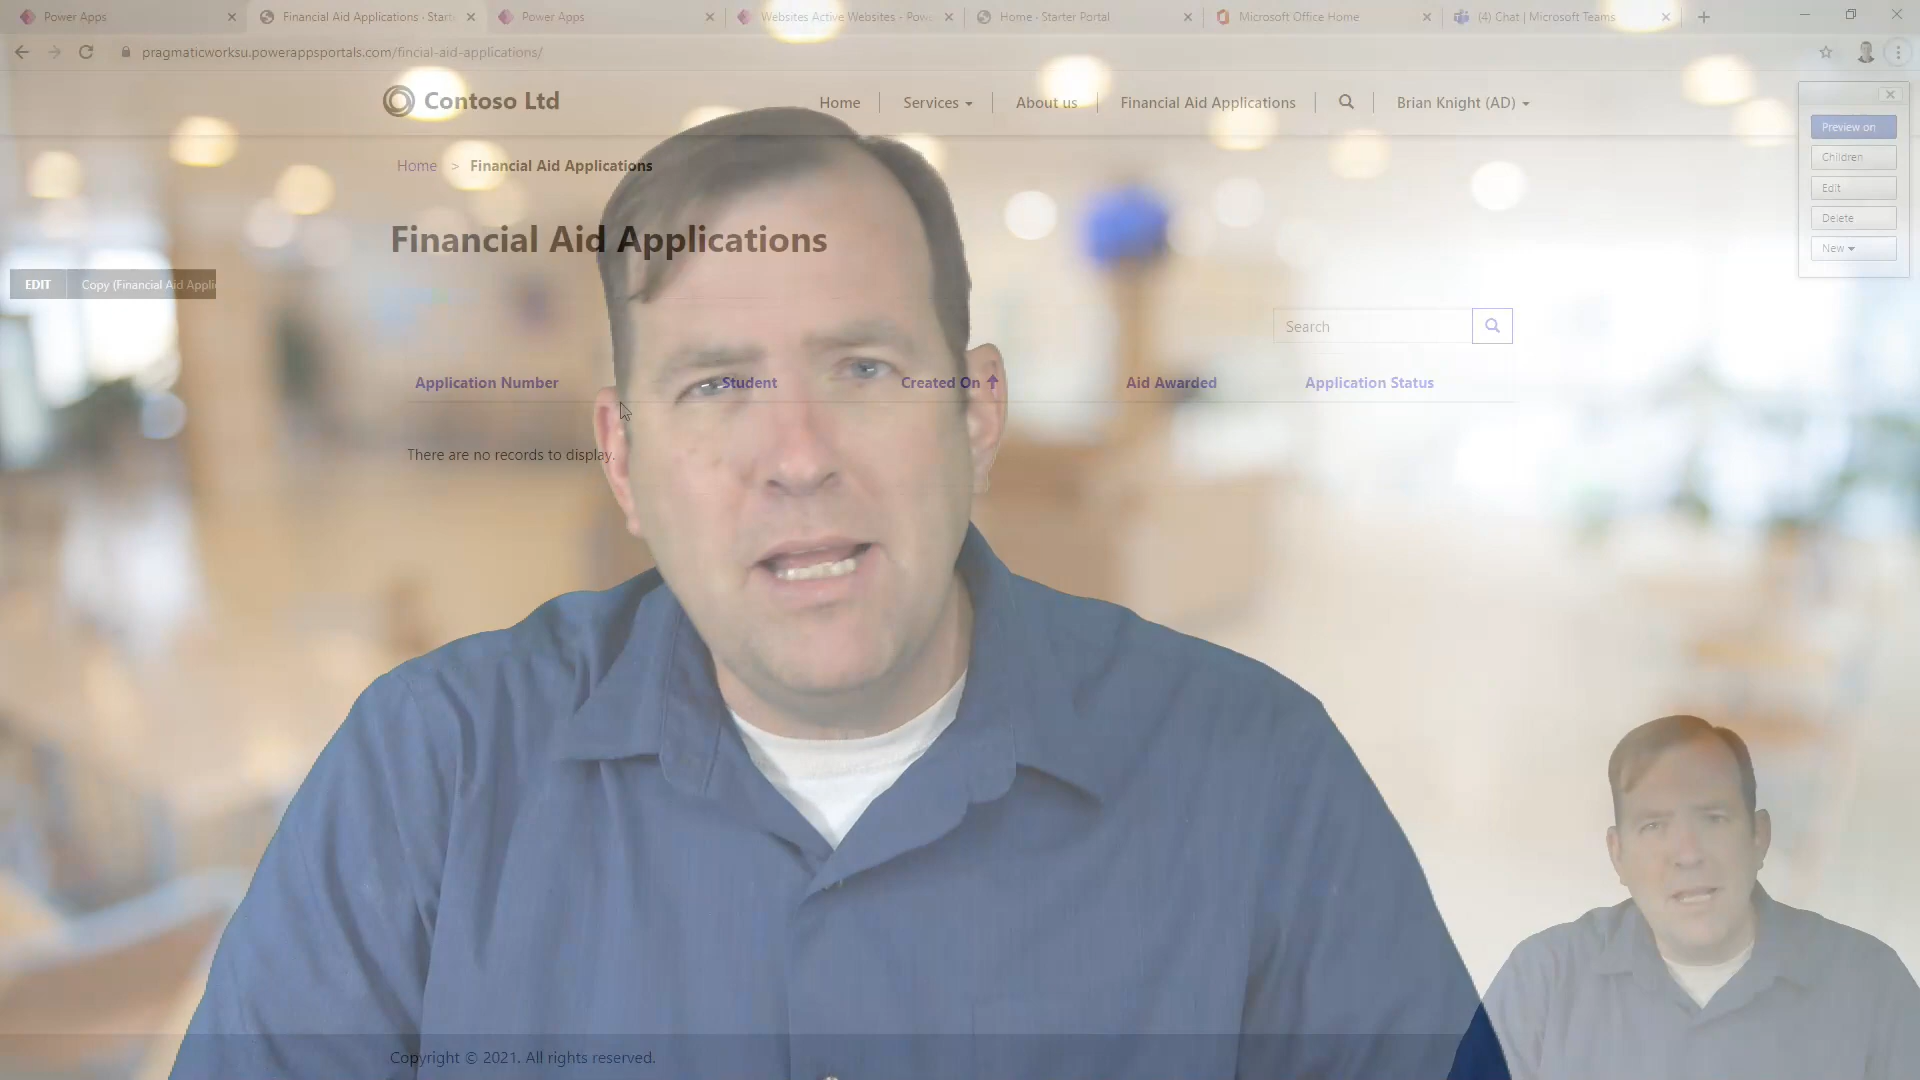 Power Apps
Financial Aid Applications · Start
Power Apps
Websites Active Websites - Pow
Home · Starter Portal
Microsoft Office Home
(4) Chat | Microsoft Teams
pragmaticworksu.powerappsportals.com/fincial-aid-applications/
Contoso Ltd
Home
Services
About us
Financial Aid Applications
Brian Knight (AD)
Preview on
Children
Edit
Delete
New
Home > Financial Aid Applications
Financial Aid Applications
EDIT
Copy (Financial Aid Appli
Search
Application Number
Student
Created On
Aid Awarded
Application Status
There are no records to display.
Copyright © 2021. All rights reserved.